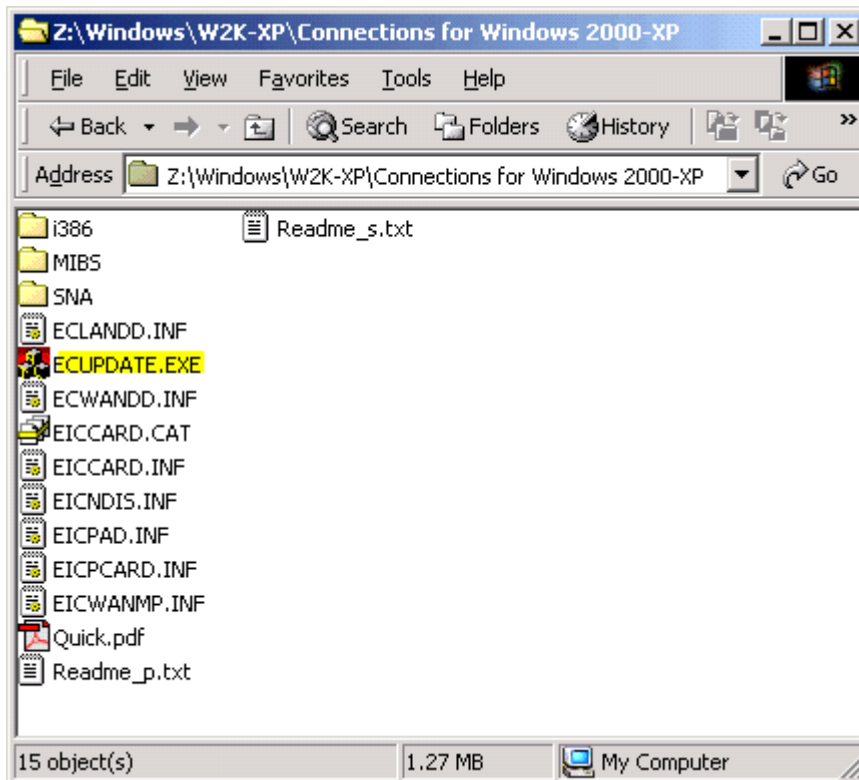 Z:\Windows\W2K-XP\Connections for Windows 2000-XP
File Edit View Favorites Tools Help
Back Search Folders History »
Address Z:\Windows\W2K-XP\Connections for Windows 2000-XP Go
i386
MIBS
SNA
ECLANDD.INF
ECUPDATE.EXE
ECWANDD.INF
EICCARD.CAT
EICCARD.INF
EICNDIS.INF
EICPAD.INF
EICPCARD.INF
EICWANMP.INF
Quick.pdf
Readme_p.txt
Readme_s.txt
15 object(s) 1.27 MB My Computer